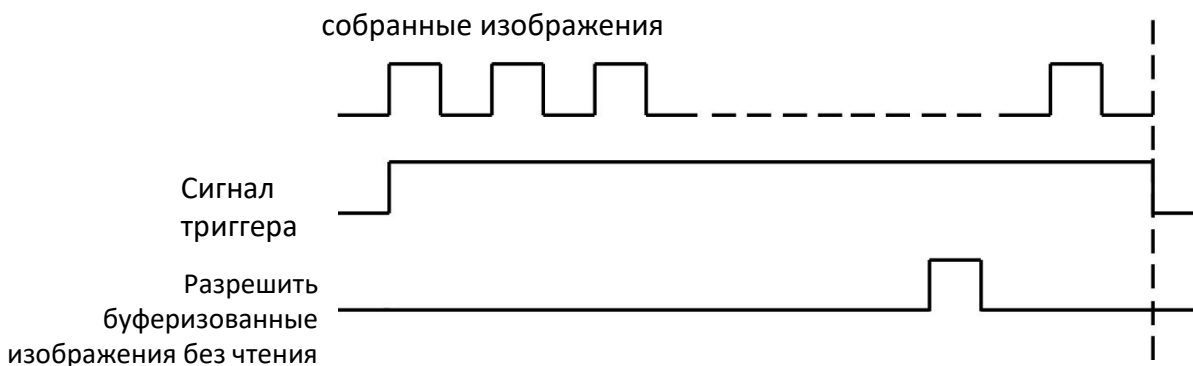 собранные изображения
Сигнал
триггера
Разрешить
буферизованные
изображения без чтения